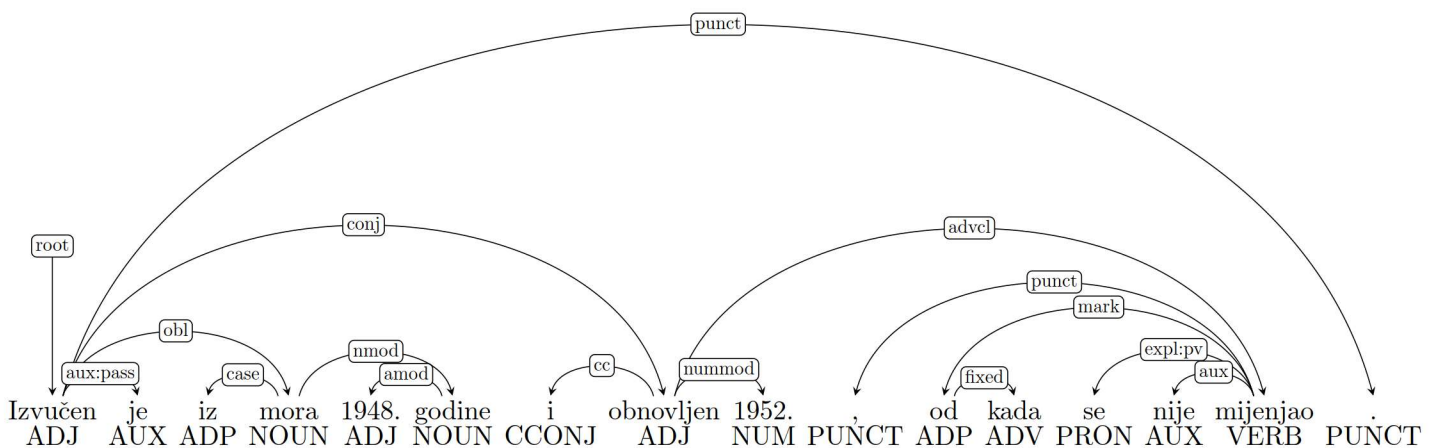 punct
conj
advcl
root
punct
mark
obl
nmod
expl:pv
cc
aux:pass
case
amod
nummod
fixed
aux
Izvučen je iz mora 1948. godine i obnovljen 1952. , od kada se nije mijenjao .
ADJ AUX ADP NOUN ADJ NOUN CCONJ ADJ NUM PUNCT ADP ADV PRON AUX VERB PUNCT